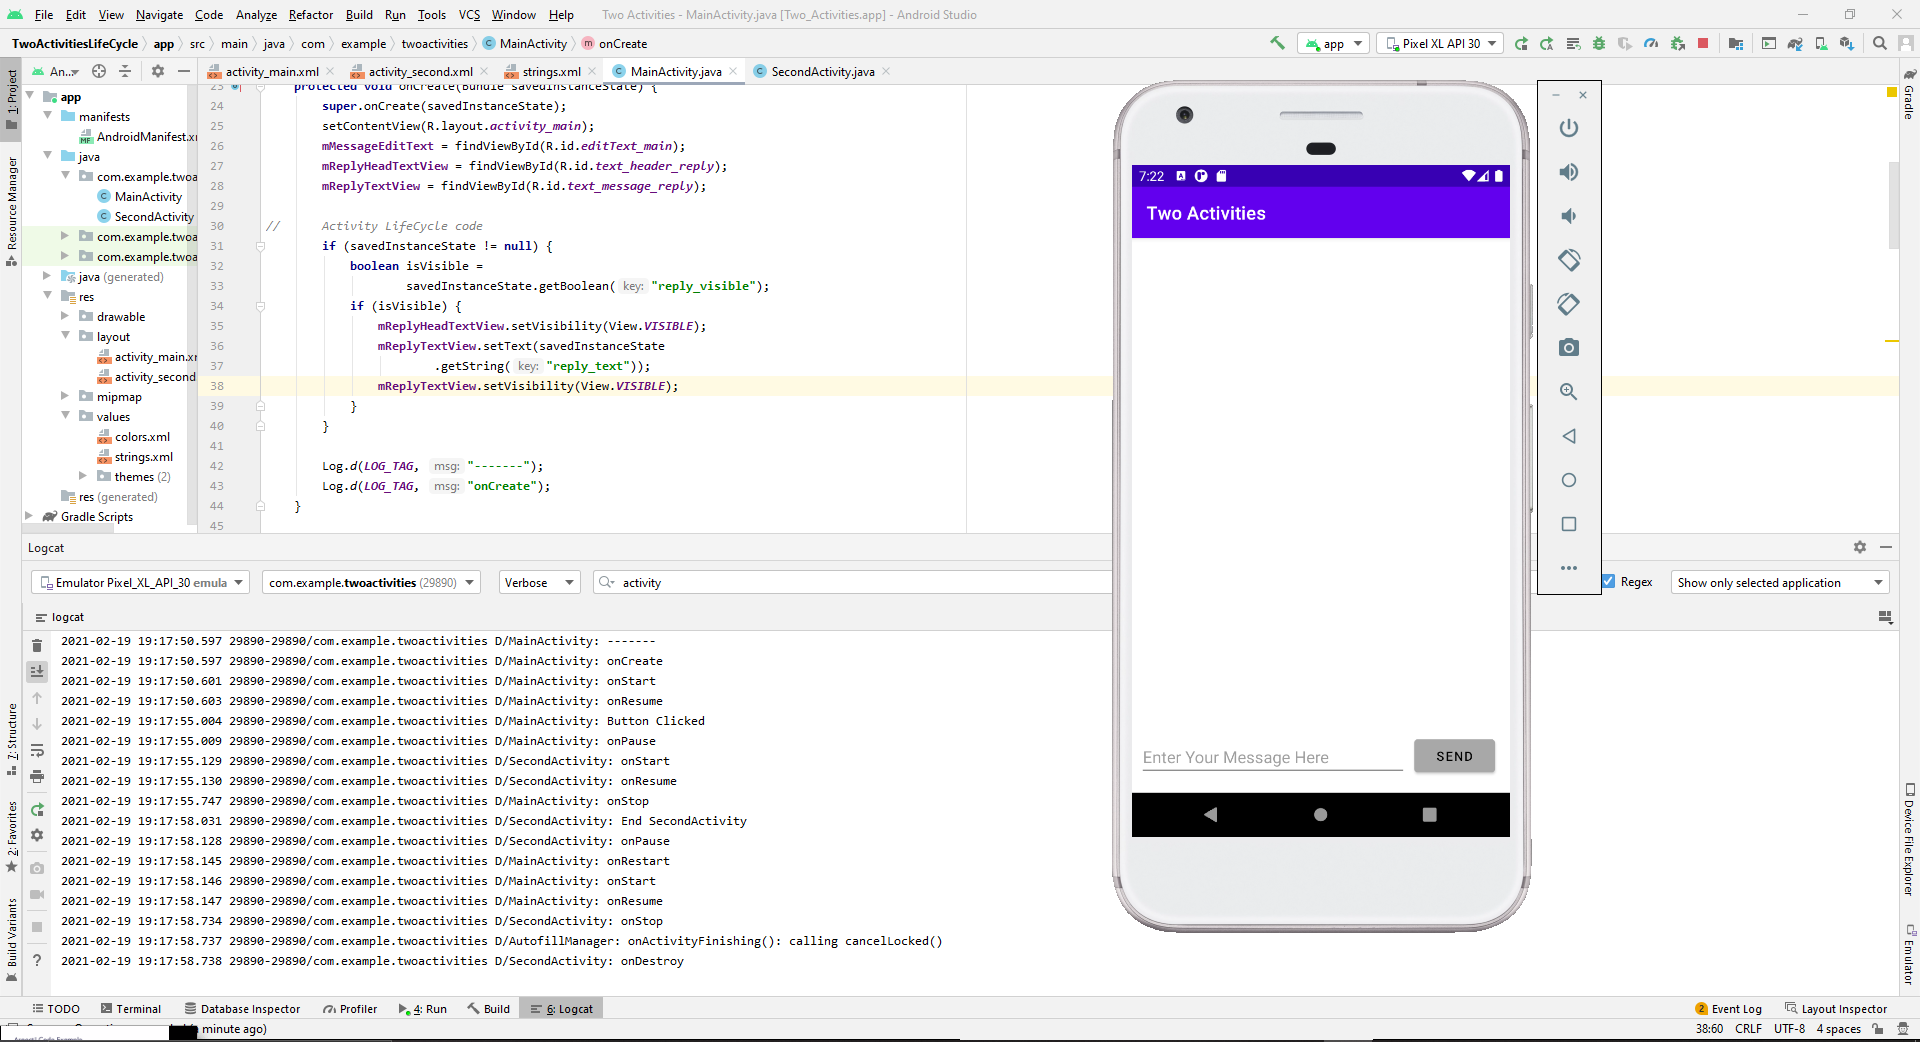 File Edit View Navigate Code Analyze Refactor Build Run Tools VCS Window Help Two Activities - MainActivity.java [Two_Activities.app] - Android Studio
TwoActivitiesLifeCycle app src main java com example twoactivities MainActivity onCreate
app Pixel XL API 30
An... activity_main.xml activity_second.xml strings.xml MainActivity.java SecondActivity.java
1: Project
Resource Manager
7: Structure
2: Favorites
Build Variants
app
manifests
AndroidManifest.x
java
com.example.twoa
MainActivity
SecondActivity
com.example.twoa
com.example.twoa
java (generated)
res
drawable
layout
activity_main.x
activity_second
mipmap
values
colors.xml
strings.xml
themes (2)
res (generated)
Gradle Scripts
23 protected void onCreate(Bundle savedInstanceState) {
24 super.onCreate(savedInstanceState);
25 setContentView(R.layout.activity_main);
26 mMessageEditText = findViewById(R.id.editText_main);
27 mReplyHeadTextView = findViewById(R.id.text_header_reply);
28 mReplyTextView = findViewById(R.id.text_message_reply);
29
30 // Activity LifeCycle code
31 if (savedInstanceState != null) {
32 boolean isVisible =
33 savedInstanceState.getBoolean( key: "reply_visible");
34 if (isVisible) {
35 mReplyHeadTextView.setVisibility(View.VISIBLE);
36 mReplyTextView.setText(savedInstanceState
37 .getString( key: "reply_text"));
38 mReplyTextView.setVisibility(View.VISIBLE);
39 }
40 }
41
42 Log.d(LOG_TAG, msg: "-------");
43 Log.d(LOG_TAG, msg: "onCreate");
44 }
45
7:22
Two Activities
Enter Your Message Here SEND
Gradle
Device File Explorer
Emulator
Logcat
Emulator Pixel_XL_API_30 emula com.example.twoactivities (29890) Verbose activity Regex Show only selected application
logcat
2021-02-19 19:17:50.597 29890-29890/com.example.twoactivities D/MainActivity: -------
2021-02-19 19:17:50.597 29890-29890/com.example.twoactivities D/MainActivity: onCreate
2021-02-19 19:17:50.601 29890-29890/com.example.twoactivities D/MainActivity: onStart
2021-02-19 19:17:50.603 29890-29890/com.example.twoactivities D/MainActivity: onResume
2021-02-19 19:17:55.004 29890-29890/com.example.twoactivities D/MainActivity: Button Clicked
2021-02-19 19:17:55.009 29890-29890/com.example.twoactivities D/MainActivity: onPause
2021-02-19 19:17:55.129 29890-29890/com.example.twoactivities D/SecondActivity: onStart
2021-02-19 19:17:55.130 29890-29890/com.example.twoactivities D/SecondActivity: onResume
2021-02-19 19:17:55.747 29890-29890/com.example.twoactivities D/MainActivity: onStop
2021-02-19 19:17:58.031 29890-29890/com.example.twoactivities D/SecondActivity: End SecondActivity
2021-02-19 19:17:58.128 29890-29890/com.example.twoactivities D/SecondActivity: onPause
2021-02-19 19:17:58.145 29890-29890/com.example.twoactivities D/MainActivity: onRestart
2021-02-19 19:17:58.146 29890-29890/com.example.twoactivities D/MainActivity: onStart
2021-02-19 19:17:58.147 29890-29890/com.example.twoactivities D/MainActivity: onResume
2021-02-19 19:17:58.734 29890-29890/com.example.twoactivities D/SecondActivity: onStop
2021-02-19 19:17:58.737 29890-29890/com.example.twoactivities D/AutofillManager: onActivityFinishing(): calling cancelLocked()
2021-02-19 19:17:58.738 29890-29890/com.example.twoactivities D/SecondActivity: onDestroy
TODO Terminal Database Inspector Profiler 4: Run Build 6: Logcat 2 Event Log Layout Inspector
minute ago) 38:60 CRLF UTF-8 4 spaces